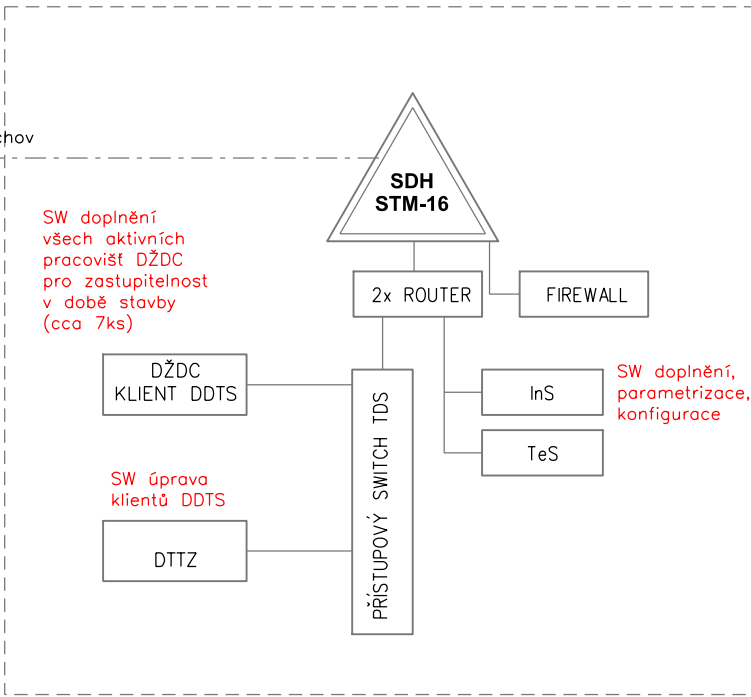 SDH
STM-16
SW doplnění
všech aktivních
pracovišť DŽDC
pro zastupitelnost
v době stavby
(cca 7ks)
2x ROUTER
FIREWALL
DŽDC
KLIENT DDTS
PŘÍSTUPOVÝ SWITCH TDS
InS
SW doplnění,
parametrizace,
konfigurace
TeS
SW úprava
klientů DDTS
DTTZ